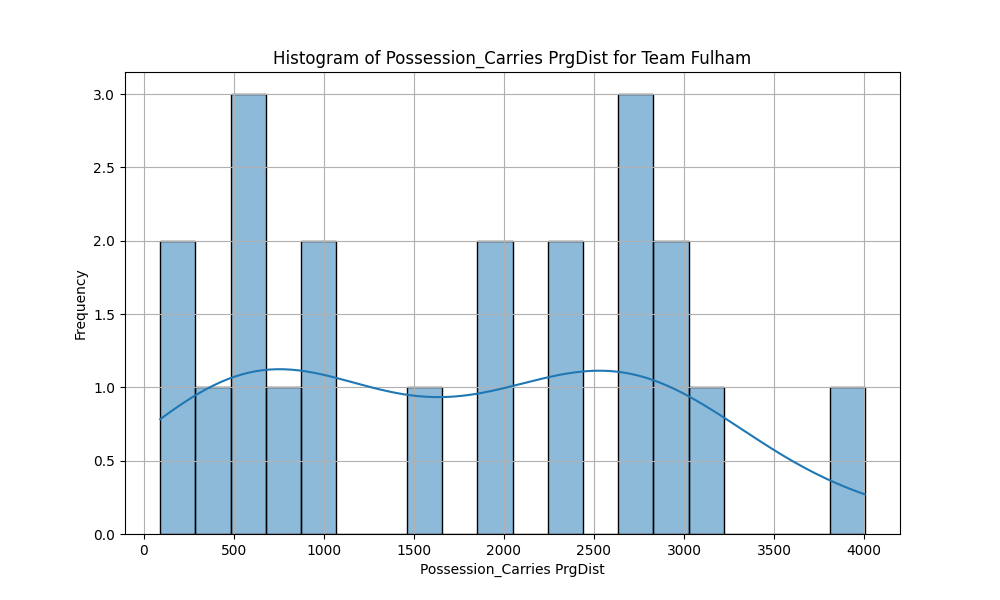 Histogram of Possession_Carries PrgDist for Team Fulham
3.0
2.5
2.0
1.5
1.0
0.5
0.0
Frequency
0 500 1000 1500 2000 2500 3000 3500 4000
Possession_Carries PrgDist